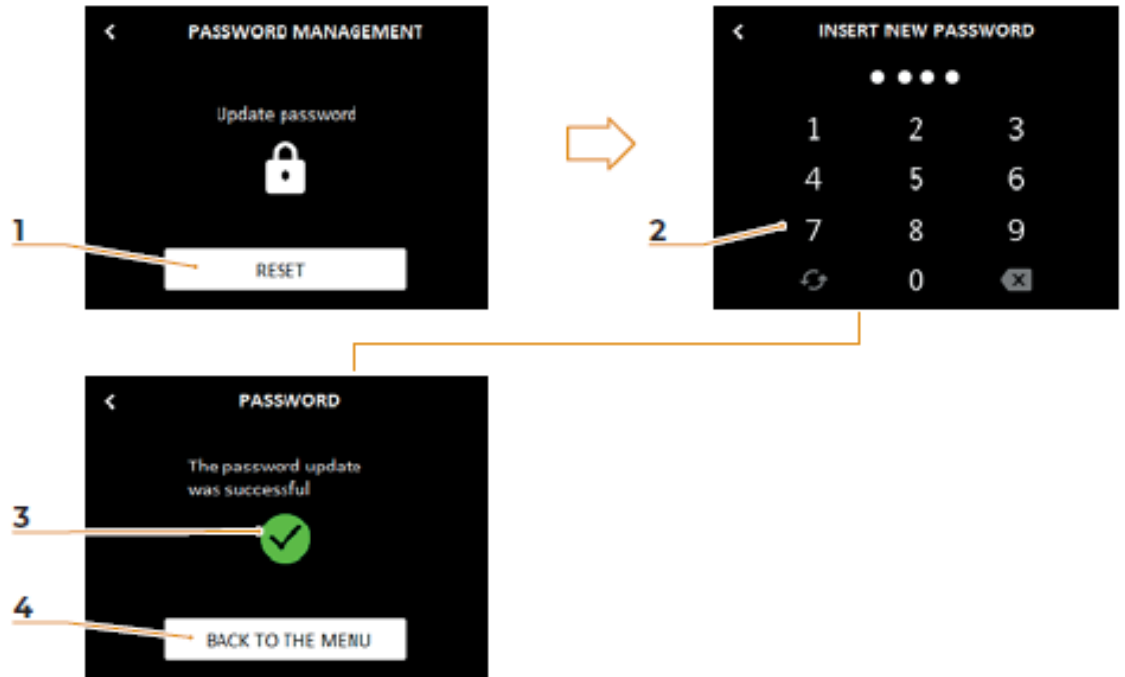 PASSWORD MANAGEMENT
Update password
1
RESET
INSERT NEW PASSWORD
1 2 3
4 5 6
2
7 8 9
0
PASSWORD
The password update
was successful
3
4
BACK TO THE MENU